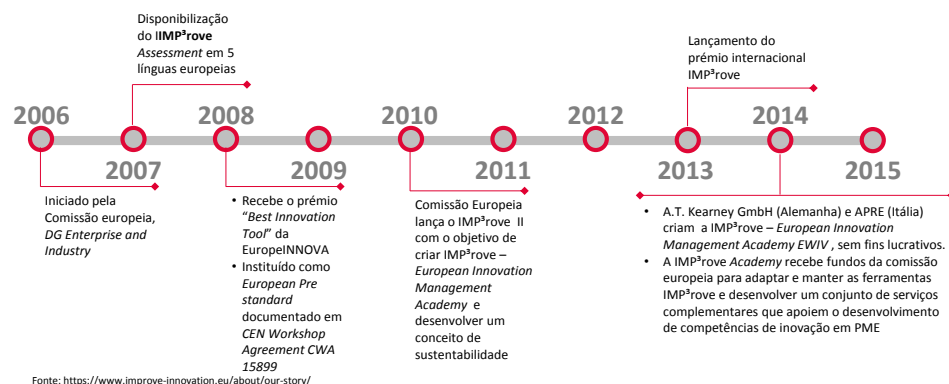 Disponibilização
do IIMP³rove
Assessment em 5
línguas europeias
Lançamento do
prémio internacional
IMP³rove
2006
2008
2010
2012
2014
2007
2009
2011
2013
2015
Iniciado pela
Comissão europeia,
DG Enterprise and
Industry
• Recebe o prémio
“Best Innovation
Tool” da
EuropeINNOVA
• Instituído como
European Pre
standard
documentado em
CEN Workshop
Agreement CWA
15899
Comissão Europeia
lança o IMP³rove II
com o objetivo de
criar IMP³rove –
European Innovation
Management
Academy e
desenvolver um
conceito de
sustentabilidade
• A.T. Kearney GmbH (Alemanha) e APRE (Itália)
criam a IMP³rove – European Innovation
Management Academy EWIV , sem fins lucrativos.
• A IMP³rove Academy recebe fundos da comissão
europeia para adaptar e manter as ferramentas
IMP³rove e desenvolver um conjunto de serviços
complementares que apoiem o desenvolvimento
de competências de inovação em PME
Fonte: https://www.improve-innovation.eu/about/our-story/